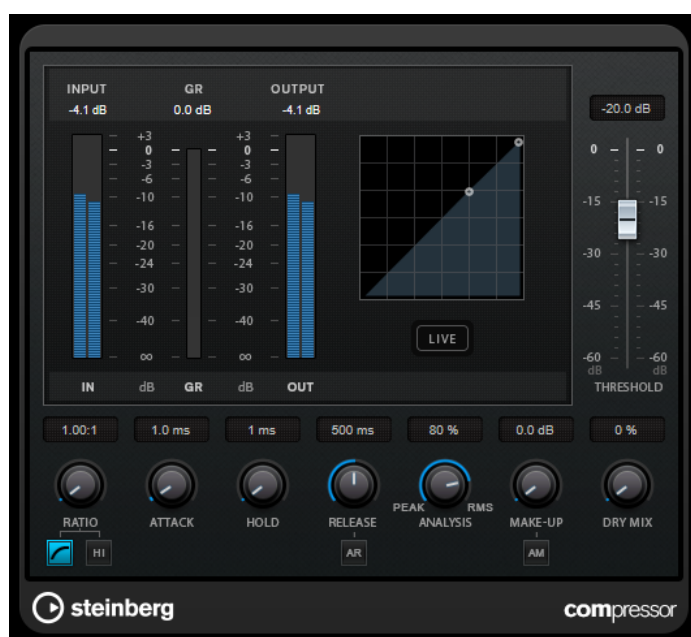 INPUT GR OUTPUT
-4.1 dB 0.0 dB -4.1 dB
-20.0 dB
+3 +3
0 0 0 0
-3 -3
-6 -6
-10 -10
-15 -15
-16 -16
-20 -20
-24 -24
-30 -30
-30 -30
-40 -40
-45 -45
∞ ∞
-60 -60
dB dB
LIVE
IN dB GR dB OUT
THRESHOLD
1.00:1 1.0 ms 1 ms 500 ms 80 % 0.0 dB 0 %
PEAK RMS
RATIO ATTACK HOLD RELEASE ANALYSIS MAKE-UP DRY MIX
HI AR AM
steinberg compressor